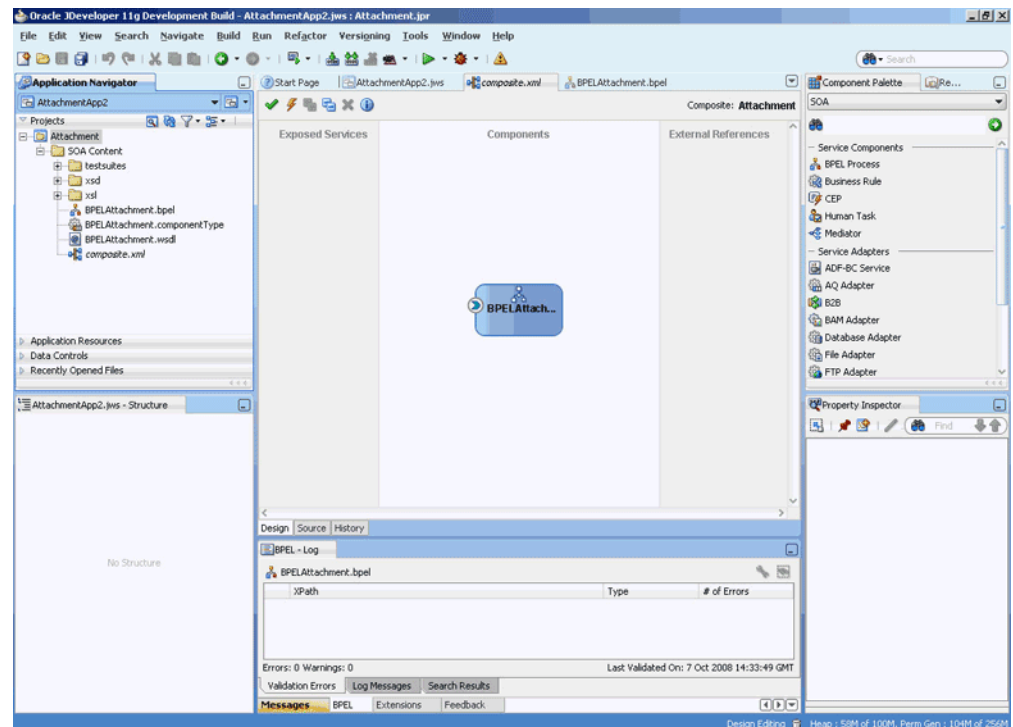 Oracle JDeveloper 11g Development Build - AttachmentApp2.jws : Attachment.jpr
File Edit View Search Navigate Build Run Refactor Versioning Tools Window Help
Search
Application Navigator
Start Page AttachmentApp2.jws composite.xml BPELAttachment.bpel
Component Palette Re...
AttachmentApp2
Composite: Attachment
SOA
Projects
Attachment
SOA Content
testsuites
xsd
xsl
BPELAttachment.bpel
BPELAttachment.componentType
BPELAttachment.wsdl
composite.xml
Application Resources
Data Controls
Recently Opened Files
Exposed Services Components External References
BPELAttach...
Service Components
BPEL Process
Business Rule
CEP
Human Task
Mediator
Service Adapters
ADF-BC Service
AQ Adapter
B2B
BAM Adapter
Database Adapter
File Adapter
FTP Adapter
AttachmentApp2.jws - Structure
No Structure
Property Inspector
Find
Design Source History
BPEL - Log
BPELAttachment.bpel
XPath Type # of Errors
Errors: 0 Warnings: 0 Last Validated On: 7 Oct 2008 14:33:49 GMT
Validation Errors Log Messages Search Results
Messages BPEL Extensions Feedback
Design Editing Heap : 58M of 100M, Perm Gen : 104M of 256M